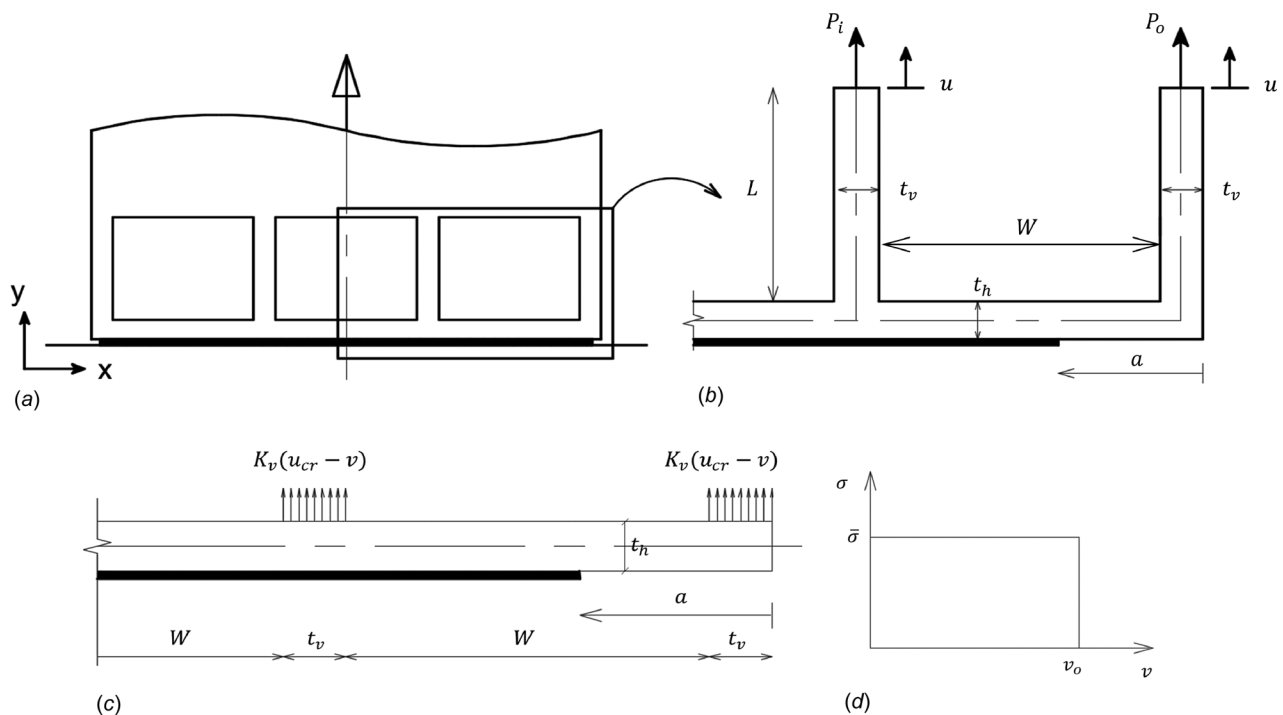 y
x
(a)
P_i
P_o
u
u
L
t_v
t_v
W
t_h
a
(b)
K_v(u_cr − v)
K_v(u_cr − v)
t_h
a
W
t_v
W
t_v
(c)
σ
σ̄
v_o
v
(d)